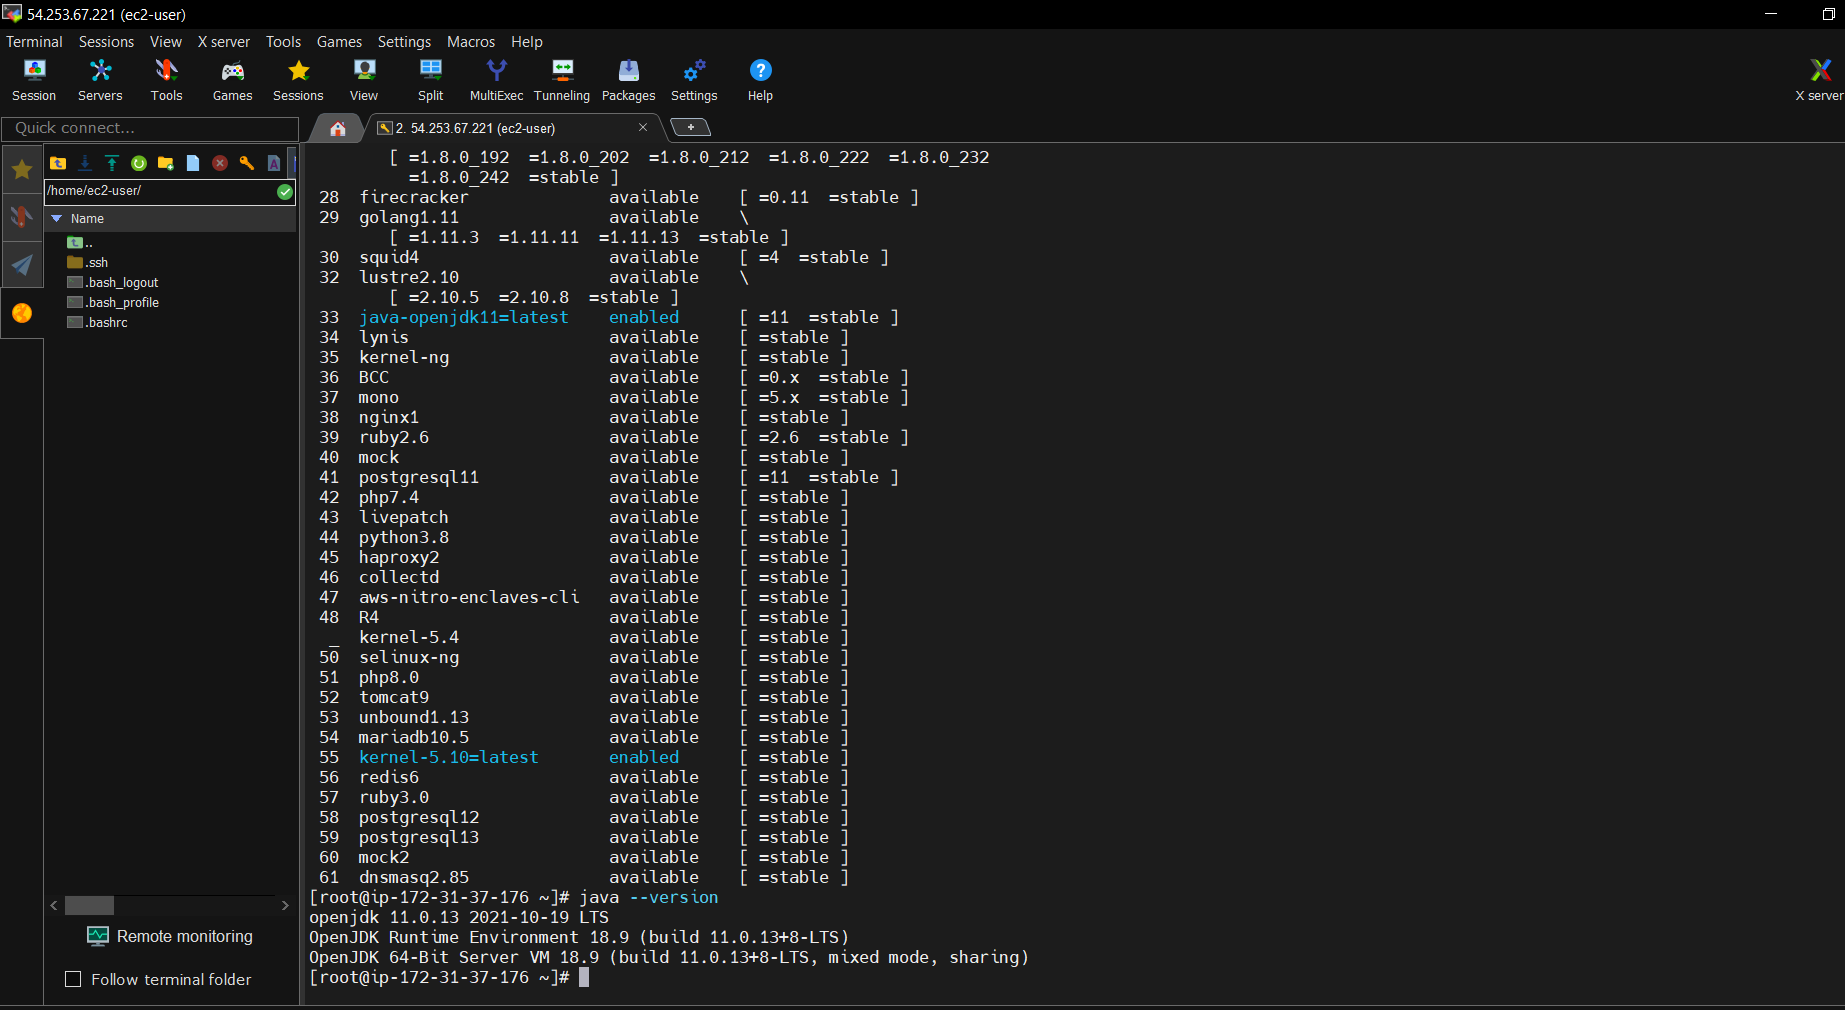 54.253.67.221 (ec2-user)
Terminal Sessions View X server Tools Games Settings Macros Help
Session Servers Tools Games Sessions View Split MultiExec Tunneling Packages Settings Help X server
Quick connect...
2. 54.253.67.221 (ec2-user)
/home/ec2-user/
Name
..
.ssh
.bash_logout
.bash_profile
.bashrc
[ =1.8.0_192 =1.8.0_202 =1.8.0_212 =1.8.0_222 =1.8.0_232
=1.8.0_242 =stable ]
28 firecracker available [ =0.11 =stable ]
29 golang1.11 available \
[ =1.11.3 =1.11.11 =1.11.13 =stable ]
30 squid4 available [ =4 =stable ]
32 lustre2.10 available \
[ =2.10.5 =2.10.8 =stable ]
33 java-openjdk11=latest enabled [ =11 =stable ]
34 lynis available [ =stable ]
35 kernel-ng available [ =stable ]
36 BCC available [ =0.x =stable ]
37 mono available [ =5.x =stable ]
38 nginx1 available [ =stable ]
39 ruby2.6 available [ =2.6 =stable ]
40 mock available [ =stable ]
41 postgresql11 available [ =11 =stable ]
42 php7.4 available [ =stable ]
43 livepatch available [ =stable ]
44 python3.8 available [ =stable ]
45 haproxy2 available [ =stable ]
46 collectd available [ =stable ]
47 aws-nitro-enclaves-cli available [ =stable ]
48 R4 available [ =stable ]
_ kernel-5.4 available [ =stable ]
50 selinux-ng available [ =stable ]
51 php8.0 available [ =stable ]
52 tomcat9 available [ =stable ]
53 unbound1.13 available [ =stable ]
54 mariadb10.5 available [ =stable ]
55 kernel-5.10=latest enabled [ =stable ]
56 redis6 available [ =stable ]
57 ruby3.0 available [ =stable ]
58 postgresql12 available [ =stable ]
59 postgresql13 available [ =stable ]
60 mock2 available [ =stable ]
61 dnsmasq2.85 available [ =stable ]
[root@ip-172-31-37-176 ~]# java --version
openjdk 11.0.13 2021-10-19 LTS
OpenJDK Runtime Environment 18.9 (build 11.0.13+8-LTS)
OpenJDK 64-Bit Server VM 18.9 (build 11.0.13+8-LTS, mixed mode, sharing)
[root@ip-172-31-37-176 ~]#
Remote monitoring
Follow terminal folder